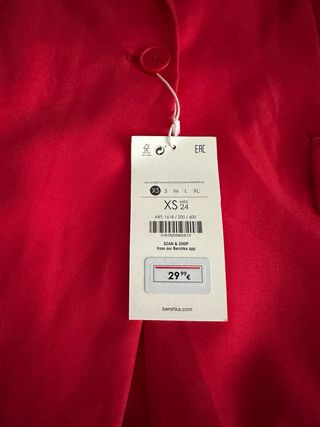 EAC
XS S M L XL
XS MEX 24
ART: 1618 / 200 / 600
SCAN & SHOP
from our Bershka app
29.99 €
bershka.com